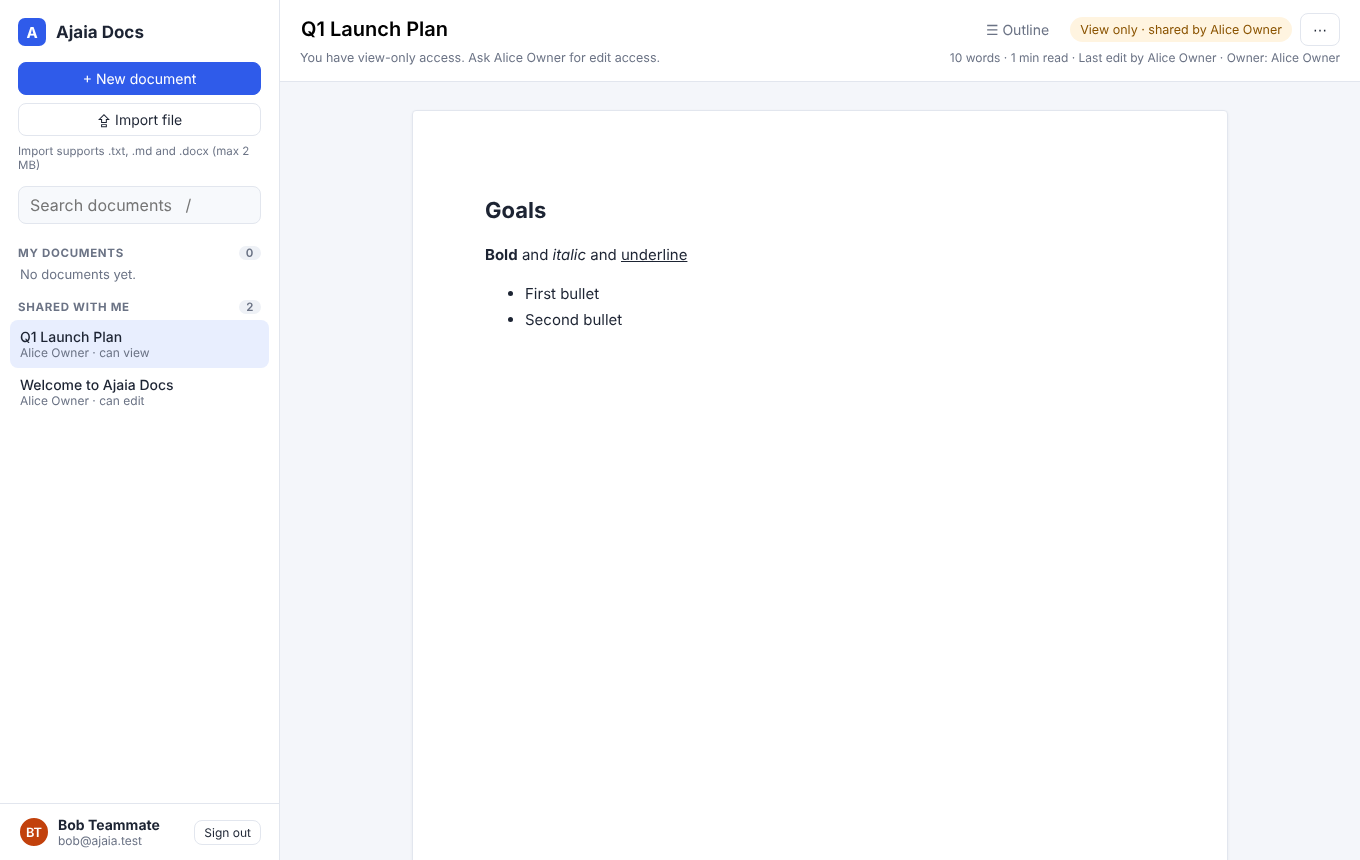 A Ajaia Docs
+ New document
⇪ Import file
Import supports .txt, .md and .docx (max 2
MB)
Search documents /
MY DOCUMENTS 0
No documents yet.
SHARED WITH ME 2
Q1 Launch Plan
Alice Owner · can view
Welcome to Ajaia Docs
Alice Owner · can edit
BT Bob Teammate
bob@ajaia.test
Sign out
Q1 Launch Plan
☰ Outline
View only · shared by Alice Owner
⋯
You have view-only access. Ask Alice Owner for edit access.
10 words · 1 min read · Last edit by Alice Owner · Owner: Alice Owner
Goals
Bold and italic and underline
• First bullet
• Second bullet